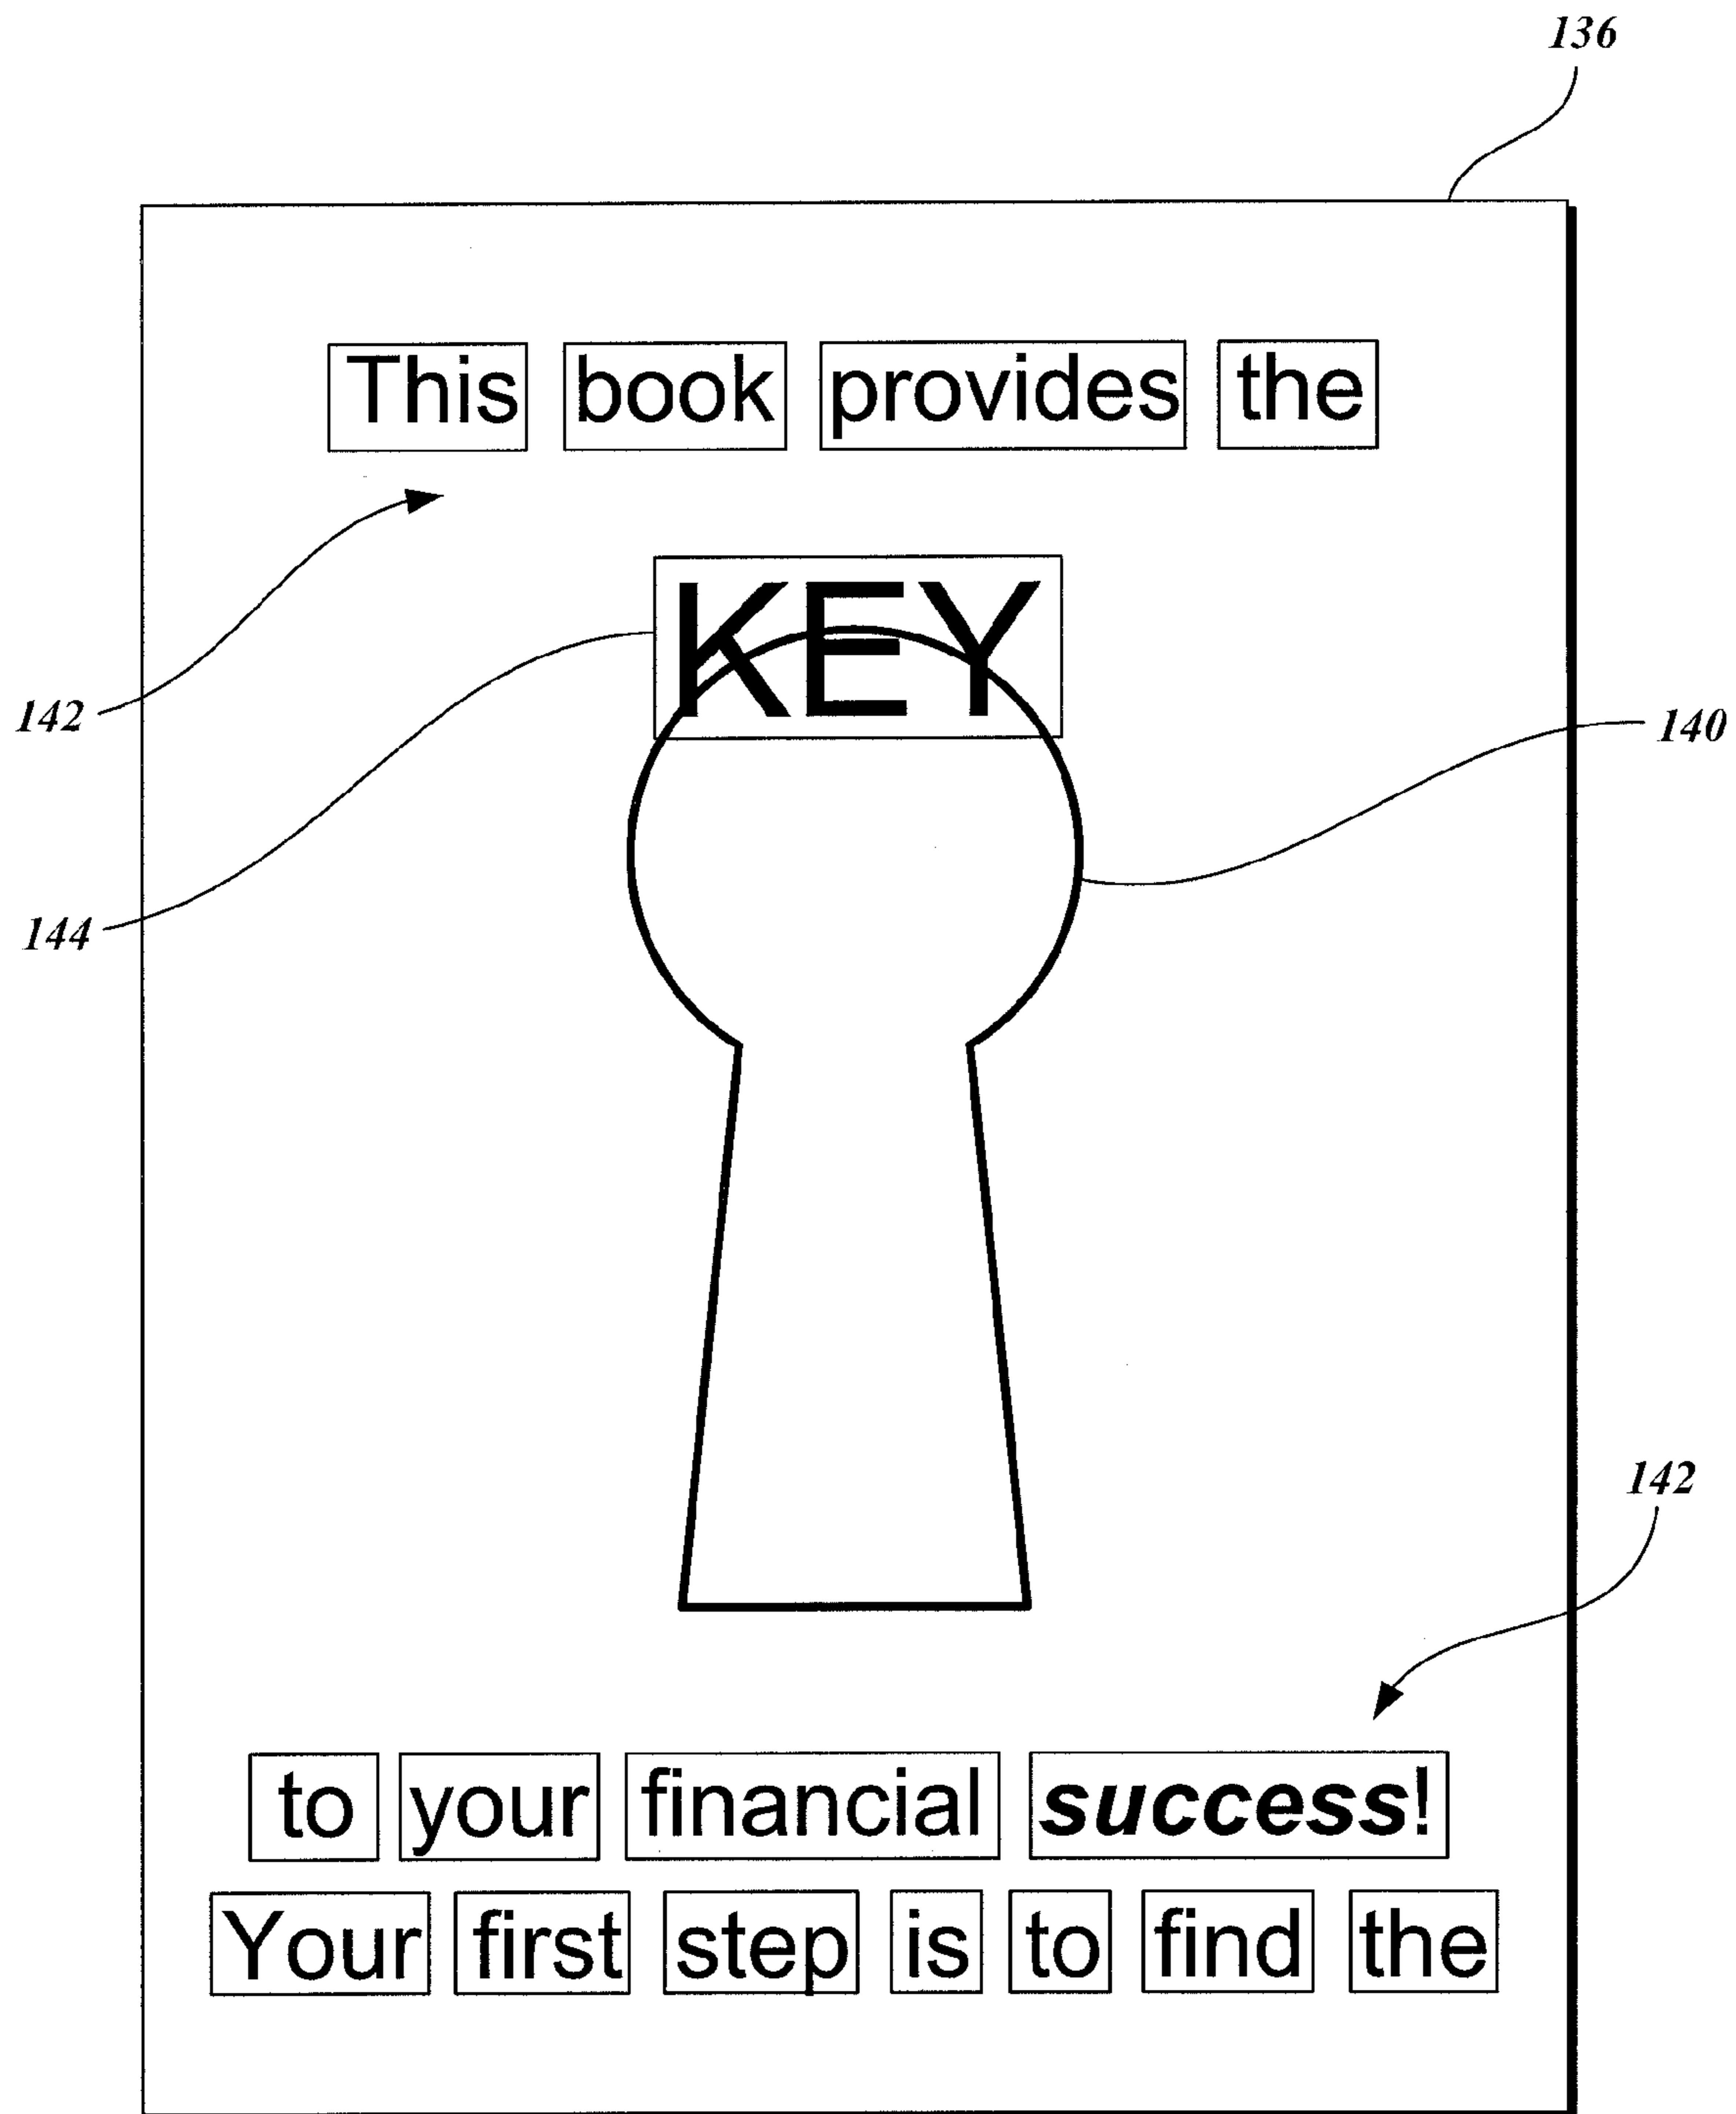 136
This book provides the
KEY
142
140
144
142
to your financial success!
Your first step is to find the